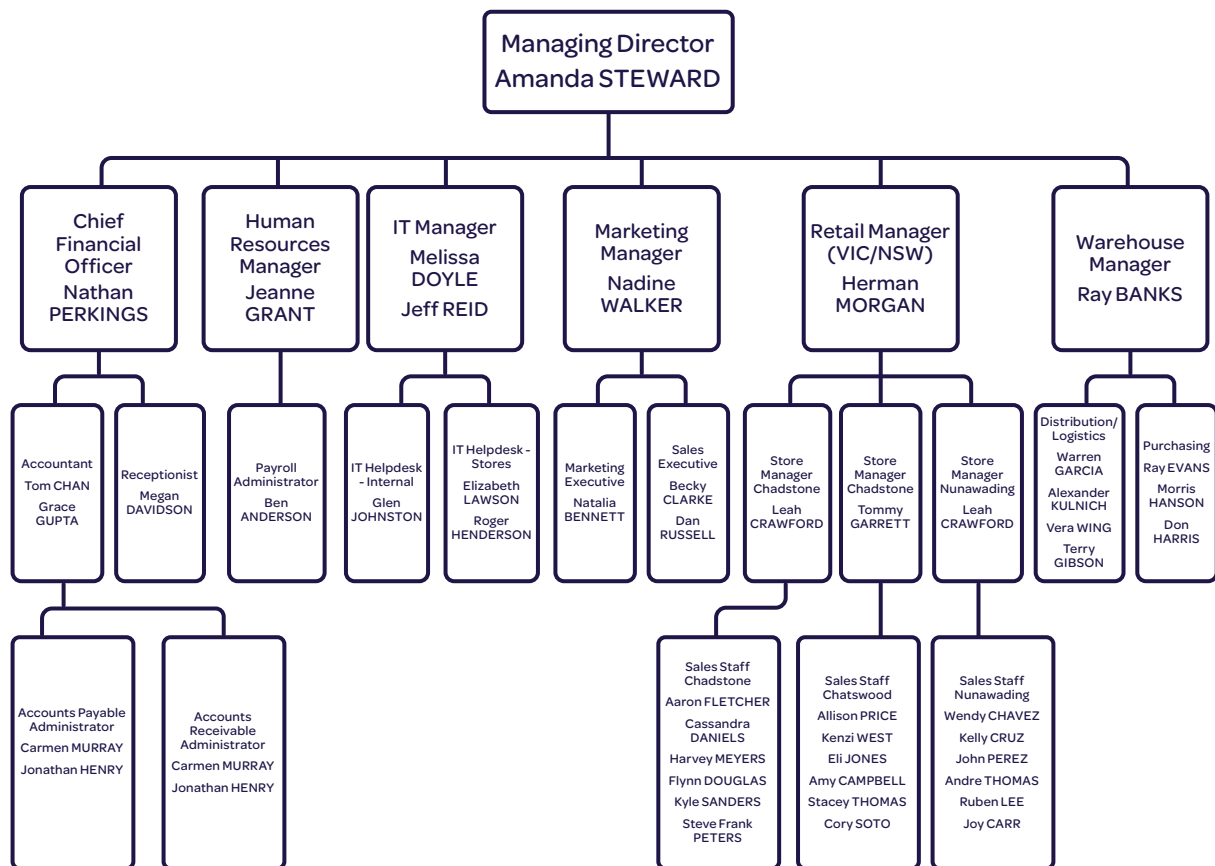 Managing Director
Amanda STEWARD
Chief
Financial
Officer
Nathan
PERKINGS
Human
Resources
Manager
Jeanne
GRANT
IT Manager
Melissa
DOYLE
Jeff REID
Marketing
Manager
Nadine
WALKER
Retail Manager
(VIC/NSW)
Herman
MORGAN
Warehouse
Manager
Ray BANKS
Accountant
Tom CHAN
Grace
GUPTA
Receptionist
Megan
DAVIDSON
Payroll
Administrator
Ben
ANDERSON
IT Helpdesk
- Internal
Glen
JOHNSTON
IT Helpdesk -
Stores
Elizabeth
LAWSON
Roger
HENDERSON
Marketing
Executive
Natalia
BENNETT
Sales
Executive
Becky
CLARKE
Dan
RUSSELL
Store
Manager
Chadstone
Leah
CRAWFORD
Store
Manager
Chadstone
Tommy
GARRETT
Store
Manager
Nunawading
Leah
CRAWFORD
Distribution/
Logistics
Warren
GARCIA
Alexander
KULNICH
Vera WING
Terry
GIBSON
Purchasing
Ray EVANS
Morris
HANSON
Don
HARRIS
Accounts Payable
Administrator
Carmen MURRAY
Jonathan HENRY
Accounts
Receivable
Administrator
Carmen MURRAY
Jonathan HENRY
Sales Staff
Chadstone
Aaron FLETCHER
Cassandra
DANIELS
Harvey MEYERS
Flynn DOUGLAS
Kyle SANDERS
Steve Frank
PETERS
Sales Staff
Chatswood
Allison PRICE
Kenzi WEST
Eli JONES
Amy CAMPBELL
Stacey THOMAS
Cory SOTO
Sales Staff
Nunawading
Wendy CHAVEZ
Kelly CRUZ
John PEREZ
Andre THOMAS
Ruben LEE
Joy CARR